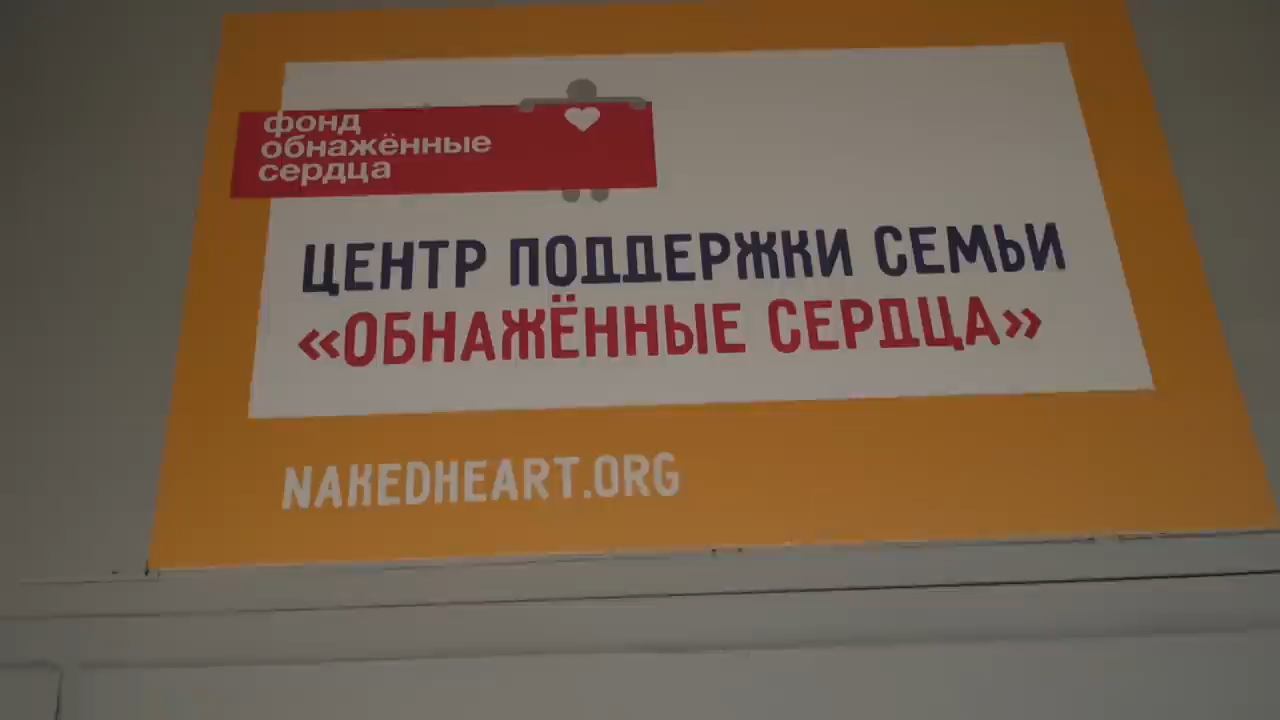 фонд
обнажённые
сердца
ЦЕНТР ПОДДЕРЖКИ СЕМЬИ
«ОБНАЖЁННЫЕ СЕРДЦА»
NAKEDHEART.ORG